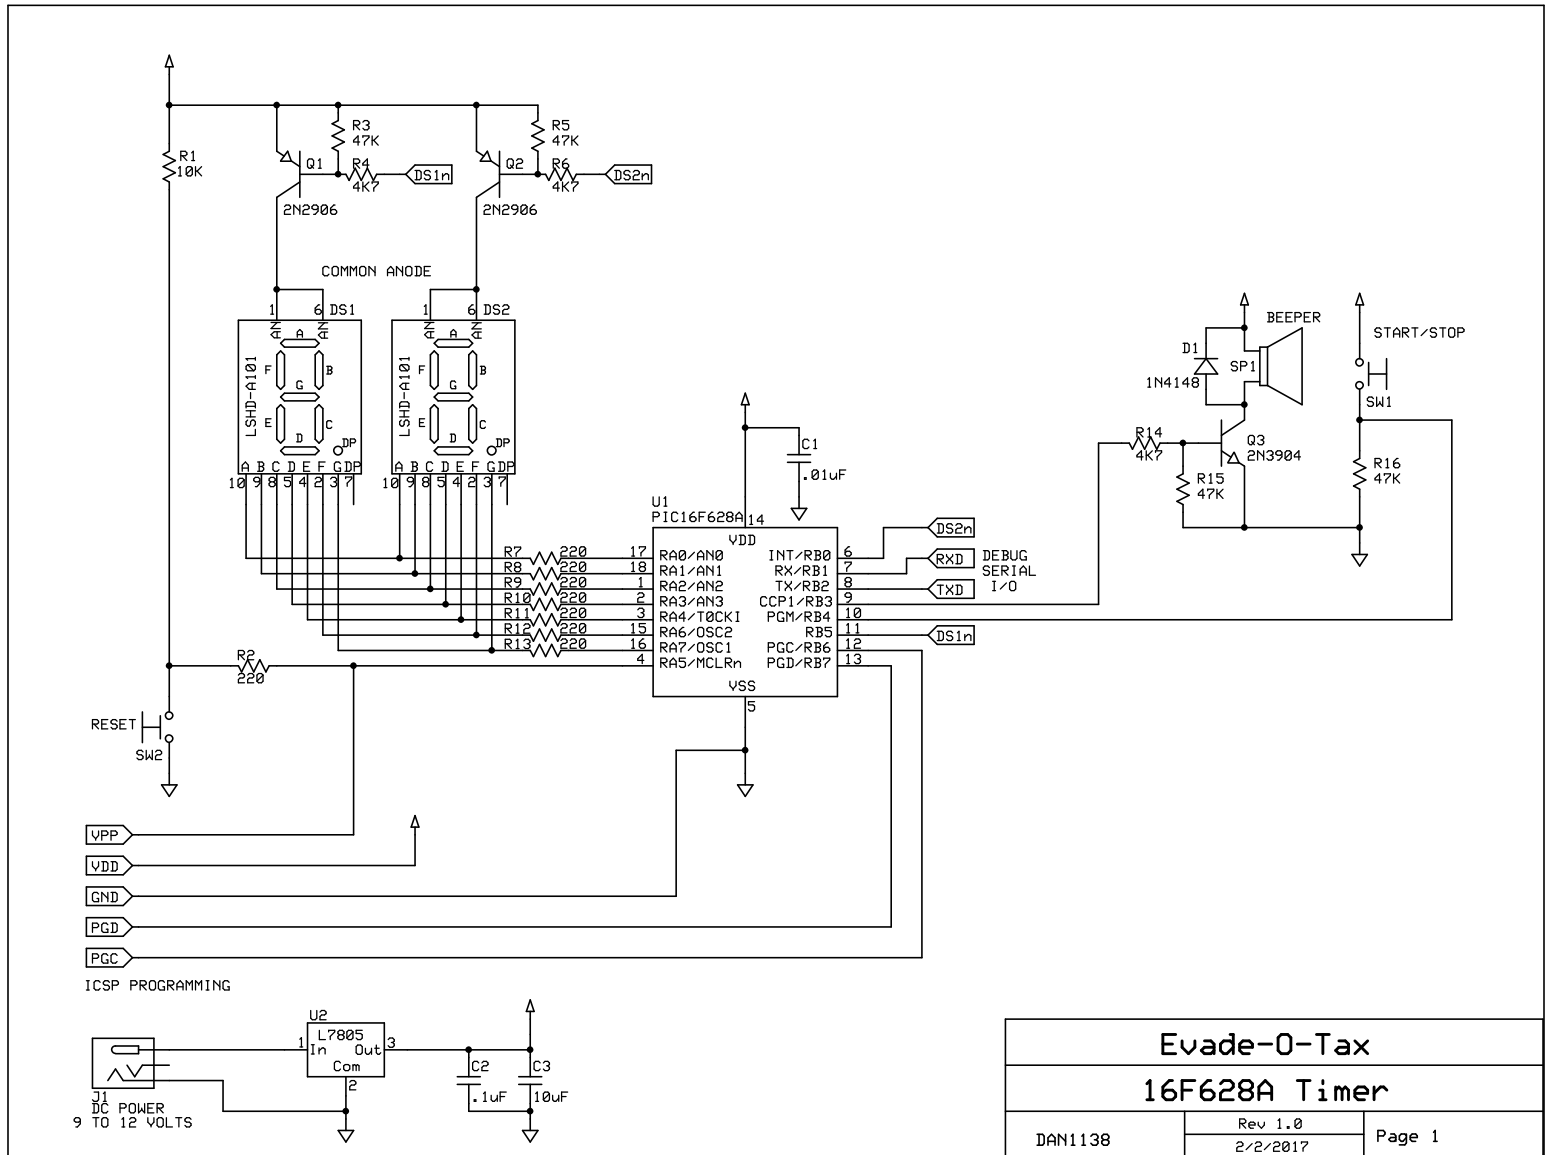 R1
10K
Q1
2N2906
R3
47K
R4
4K7
DS1n
Q2
2N2906
R5
47K
R6
4K7
DS2n
COMMON ANODE
1 6 DS1
AN AN
LSHD-A101
A
F B
G
E C
D
DP
A B C D E F G DP
10 9 8 5 4 2 3 7
1 6 DS2
AN AN
LSHD-A101
A
F B
G
E C
D
DP
A B C D E F G DP
10 9 8 5 4 2 3 7
BEEPER
D1
1N4148
SP1
START/STOP
SW1
R14
4K7
Q3
2N3904
R15
47K
R16
47K
C1
.01uF
U1
PIC16F628A
14
VDD
R7 220 17 RA0/AN0
R8 220 18 RA1/AN1
R9 220 1 RA2/AN2
R10 220 2 RA3/AN3
R11 220 3 RA4/T0CKI
R12 220 15 RA6/OSC2
R13 220 16 RA7/OSC1
4 RA5/MCLRn
INT/RB0 6 DS2n
RX/RB1 7 RXD
TX/RB2 8 TXD
CCP1/RB3 9
PGM/RB4 10
RB5 11 DS1n
PGC/RB6 12
PGD/RB7 13
DEBUG
SERIAL
I/O
VSS
5
R2
220
RESET
SW2
VPP
VDD
GND
PGD
PGC
ICSP PROGRAMMING
U2
L7805
1 In Out 3
Com
2
J1
DC POWER
9 TO 12 VOLTS
C2
.1uF
C3
10uF
Evade-O-Tax
16F628A Timer
DAN1138
Rev 1.0
2/2/2017
Page 1